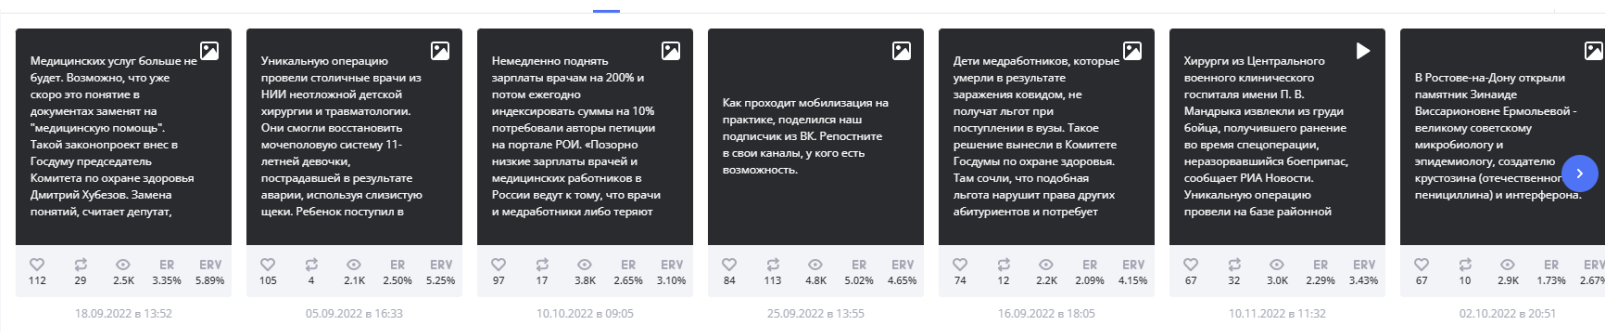 Медицинских услуг больше не
будет. Возможно, что уже
скоро это понятие в
документах заменят на
"медицинскую помощь".
Такой законопроект внес в
Госдуму председатель
Комитета по охране здоровья
Дмитрий Хубезов. Замена
понятий, считает депутат,
ER ERV
112 29 2.5K 3.35% 5.89%
18.09.2022 в 13:52
Уникальную операцию
провели столичные врачи из
НИИ неотложной детской
хирургии и травматологии.
Они смогли восстановить
мочеполовую систему 11-
летней девочки,
пострадавшей в результате
аварии, используя слизистую
щеки. Ребенок поступил в
ER ERV
105 4 2.1K 2.50% 5.25%
05.09.2022 в 16:33
Немедленно поднять
зарплаты врачам на 200% и
потом ежегодно
индексировать суммы на 10%
потребовали авторы петиции
на портале РОИ. «Позорно
низкие зарплаты врачей и
медицинских работников в
России ведут к тому, что врачи
и медработники либо теряют
ER ERV
97 17 3.8K 2.65% 3.10%
10.10.2022 в 09:05
Как проходит мобилизация на
практике, поделился наш
подписчик из ВК. Репостните
в свои каналы, у кого есть
возможность.
ER ERV
84 113 4.8K 5.02% 4.65%
25.09.2022 в 13:55
Дети медработников, которые
умерли в результате
заражения ковидом, не
получат льгот при
поступлении в вузы. Такое
решение вынесли в Комитете
Госдумы по охране здоровья.
Там сочли, что подобная
льгота нарушит права других
абитуриентов и потребует
ER ERV
74 12 2.2K 2.09% 4.15%
16.09.2022 в 18:05
Хирурги из Центрального
военного клинического
госпиталя имени П. В.
Мандрыка извлекли из груди
бойца, получившего ранение
во время спецоперации,
неразорвавшийся боеприпас,
сообщает РИА Новости.
Уникальную операцию
провели на базе районной
ER ERV
67 32 3.0K 2.29% 3.43%
10.11.2022 в 11:32
В Ростове-на-Дону открыли
памятник Зинаиде
Виссарионовне Ермольевой -
великому советскому
микробиологу и
эпидемиологу, создателю
крустозина (отечественног
пенициллина) и интерферона.
ER ERV
67 10 2.9K 1.73% 2.67%
02.10.2022 в 20:51